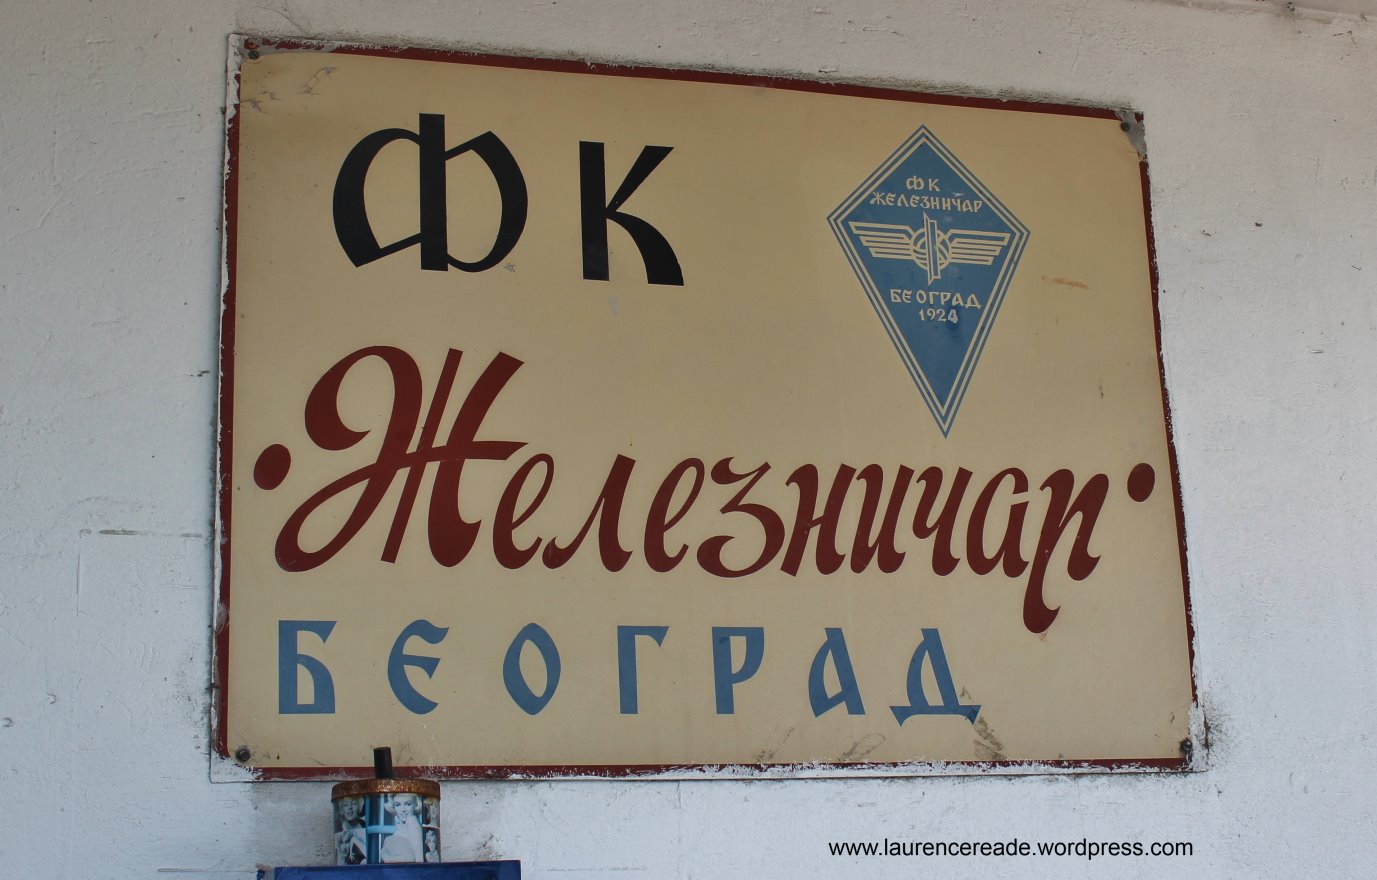 ФК
ФК
ЖЕЛЕЗНИЧАР
БЕОГРАД
1924
• Железничар •
БЕОГРАД
www.laurencereade.wordpress.com